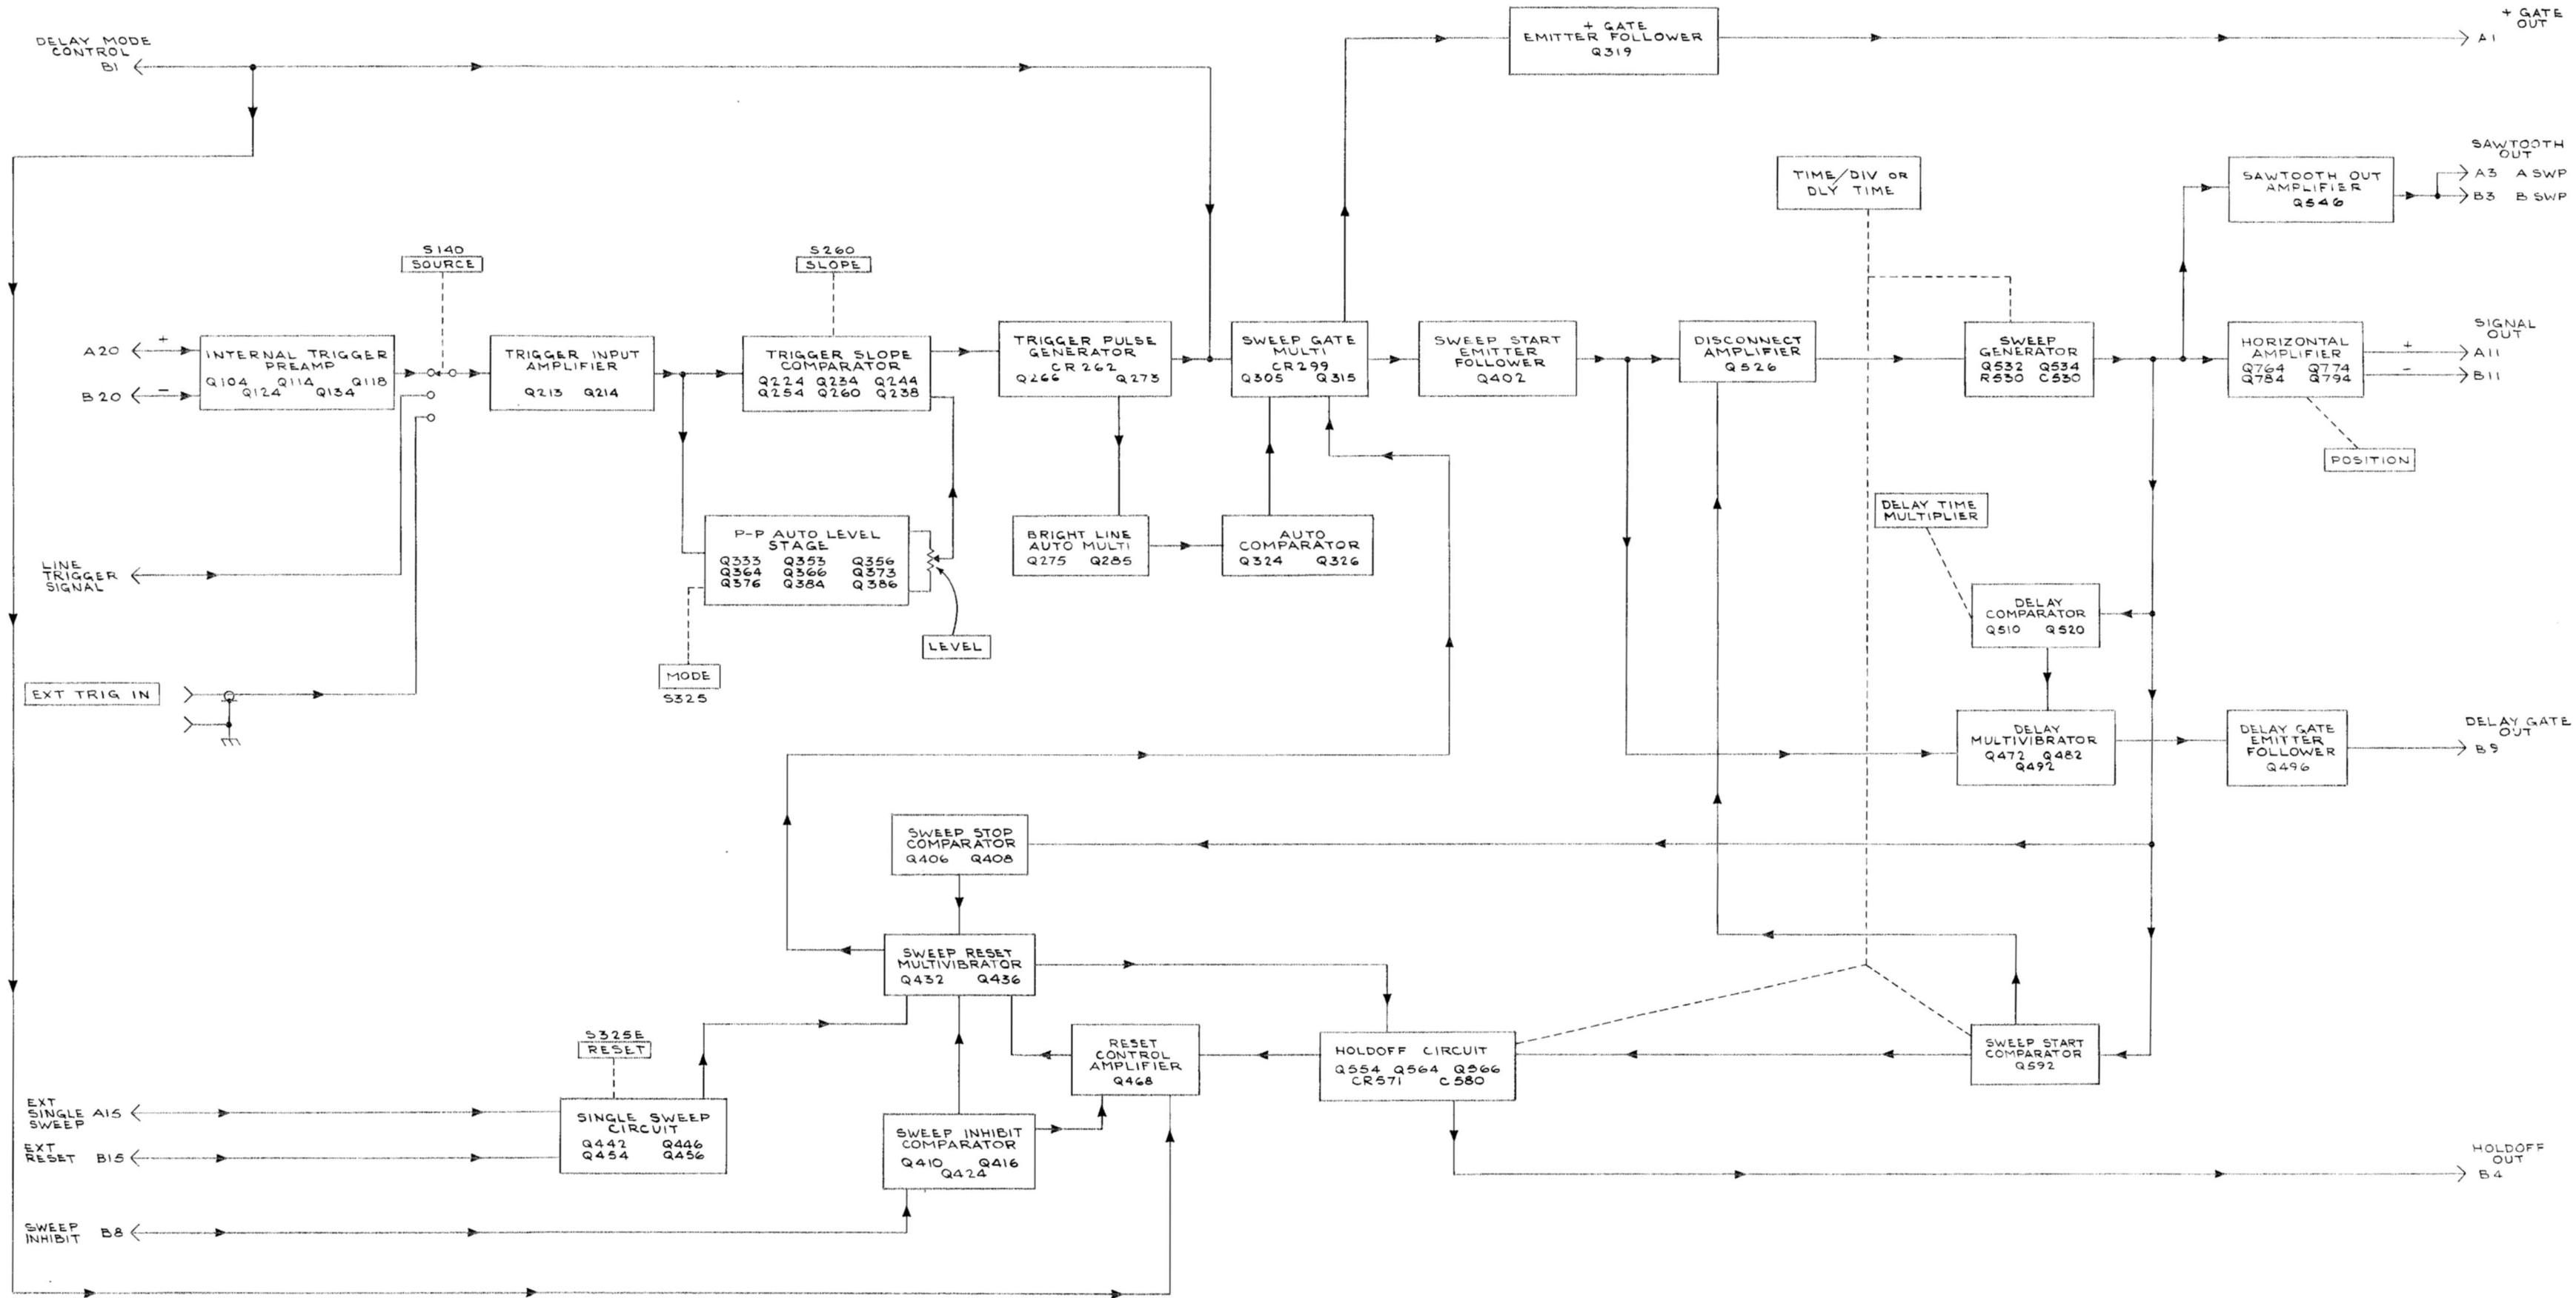 DELAY MODE
CONTROL
B1
+ GATE
EMITTER FOLLOWER
Q319
+ GATE
OUT
A1
TIME/DIV OR
DLY TIME
SAWTOOTH OUT
AMPLIFIER
Q546
SAWTOOTH
OUT
A3 A SWP
B3 B SWP
S140
SOURCE
S260
SLOPE
A20
+
B20
−
INTERNAL TRIGGER
PREAMP
Q104 Q114 Q118
Q124 Q134
TRIGGER INPUT
AMPLIFIER
Q213 Q214
TRIGGER SLOPE
COMPARATOR
Q224 Q234 Q244
Q254 Q260 Q238
TRIGGER PULSE
GENERATOR
CR262
Q266 Q273
SWEEP GATE
MULTI
CR299
Q305 Q315
SWEEP START
EMITTER
FOLLOWER
Q402
DISCONNECT
AMPLIFIER
Q526
SWEEP
GENERATOR
Q532 Q534
R530 C530
HORIZONTAL
AMPLIFIER
Q764 Q774
Q784 Q794
SIGNAL
OUT
+
A11
−
B11
POSITION
LINE
TRIGGER
SIGNAL
P-P AUTO LEVEL
STAGE
Q333 Q353 Q356
Q364 Q366 Q373
Q376 Q384 Q386
LEVEL
MODE
S325
BRIGHT LINE
AUTO MULTI
Q275 Q285
AUTO
COMPARATOR
Q324 Q326
DELAY TIME
MULTIPLIER
DELAY
COMPARATOR
Q510 Q520
EXT TRIG IN
DELAY
MULTIVIBRATOR
Q472 Q482
Q492
DELAY GATE
EMITTER
FOLLOWER
Q496
DELAY GATE
OUT
B9
SWEEP STOP
COMPARATOR
Q406 Q408
SWEEP RESET
MULTIVIBRATOR
Q432 Q436
S325E
RESET
RESET
CONTROL
AMPLIFIER
Q468
HOLDOFF CIRCUIT
Q554 Q564 Q566
CR571 C580
SWEEP START
COMPARATOR
Q592
EXT
SINGLE A15
SWEEP
EXT
RESET B15
SINGLE SWEEP
CIRCUIT
Q442 Q446
Q454 Q456
SWEEP INHIBIT
COMPARATOR
Q410 Q416
Q424
HOLDOFF
OUT
B4
SWEEP
INHIBIT B8